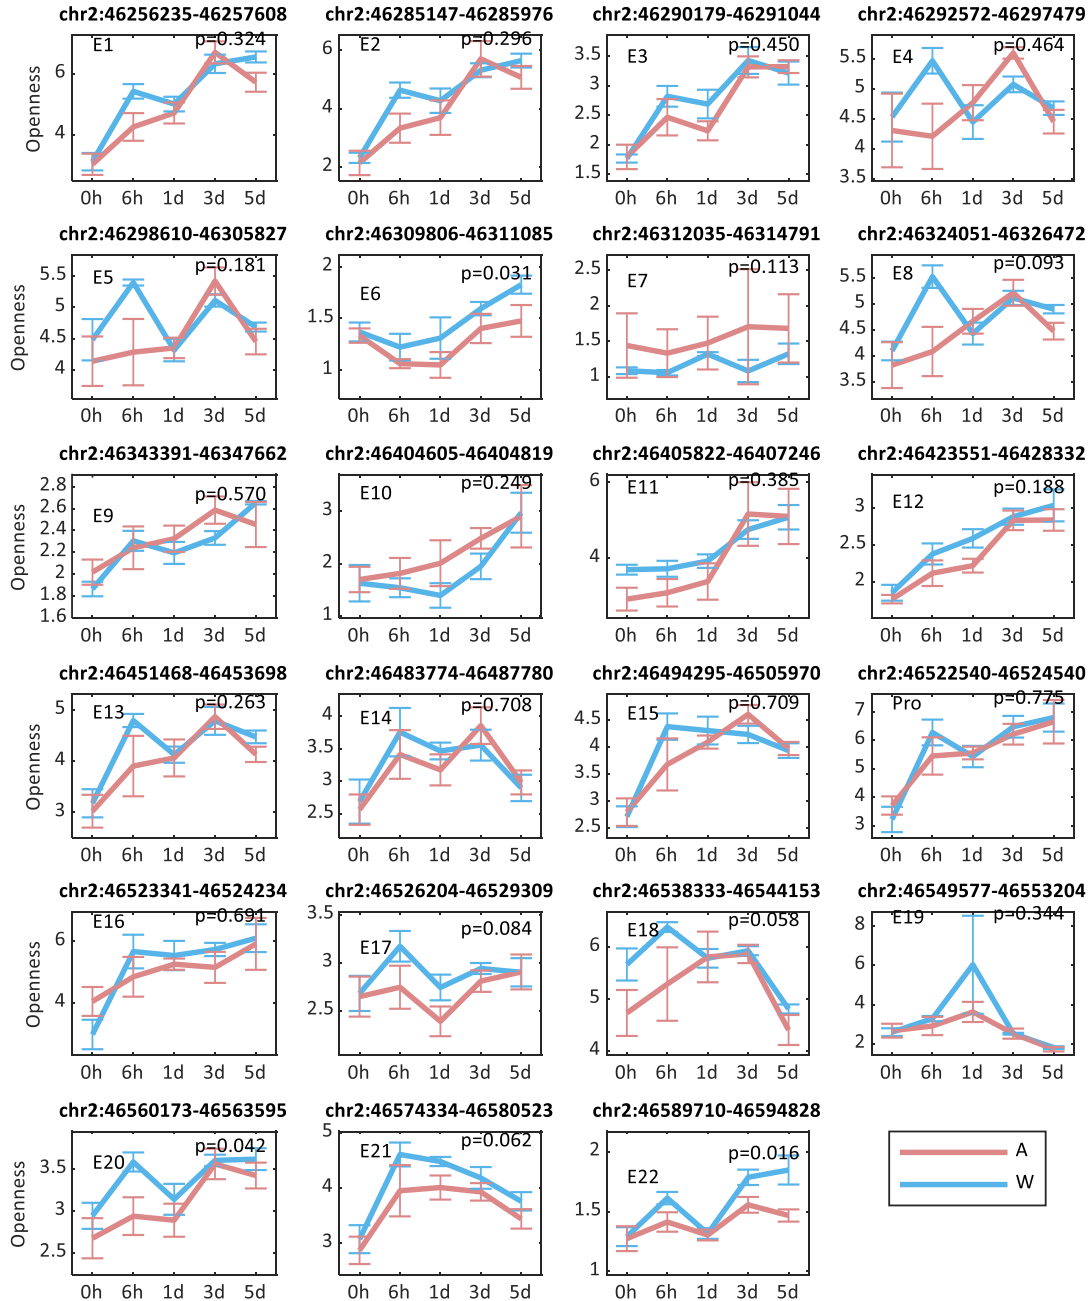 chr2:46256235-46257608
E1
p=0.324
Openness
6
4
0h 6h 1d 3d 5d
chr2:46285147-46285976
E2
p=0.296
6
4
2
0h 6h 1d 3d 5d
chr2:46290179-46291044
E3
p=0.450
3.5
3
2.5
2
1.5
0h 6h 1d 3d 5d
chr2:46292572-46297479
E4
p=0.464
5.5
5
4.5
4
3.5
0h 6h 1d 3d 5d
chr2:46298610-46305827
E5
p=0.181
Openness
5.5
5
4.5
4
0h 6h 1d 3d 5d
chr2:46309806-46311085
E6
p=0.031
2
1.5
1
0h 6h 1d 3d 5d
chr2:46312035-46314791
E7
p=0.113
2.5
2
1.5
1
0h 6h 1d 3d 5d
chr2:46324051-46326472
E8
p=0.093
5.5
5
4.5
4
3.5
0h 6h 1d 3d 5d
chr2:46343391-46347662
E9
p=0.570
Openness
2.8
2.6
2.4
2.2
2
1.8
1.6
0h 6h 1d 3d 5d
chr2:46404605-46404819
E10
p=0.249
3
2
1
0h 6h 1d 3d 5d
chr2:46405822-46407246
E11
p=0.385
6
4
0h 6h 1d 3d 5d
chr2:46423551-46428332
E12
p=0.188
3
2.5
2
0h 6h 1d 3d 5d
chr2:46451468-46453698
E13
p=0.263
Openness
5
4
3
0h 6h 1d 3d 5d
chr2:46483774-46487780
E14
p=0.708
4
3.5
3
2.5
0h 6h 1d 3d 5d
chr2:46494295-46505970
E15
p=0.709
4.5
4
3.5
3
2.5
0h 6h 1d 3d 5d
chr2:46522540-46524540
Pro
p=0.775
7
6
5
4
3
0h 6h 1d 3d 5d
chr2:46523341-46524234
E16
p=0.691
Openness
6
4
0h 6h 1d 3d 5d
chr2:46526204-46529309
E17
p=0.084
3.5
3
2.5
0h 6h 1d 3d 5d
chr2:46538333-46544153
E18
p=0.058
6
5
4
0h 6h 1d 3d 5d
chr2:46549577-46553204
E19
p=0.344
8
6
4
2
0h 6h 1d 3d 5d
chr2:46560173-46563595
E20
p=0.042
Openness
3.5
3
2.5
0h 6h 1d 3d 5d
chr2:46574334-46580523
E21
p=0.062
5
4
3
0h 6h 1d 3d 5d
chr2:46589710-46594828
E22
p=0.016
2
1.5
1
0h 6h 1d 3d 5d
A
W